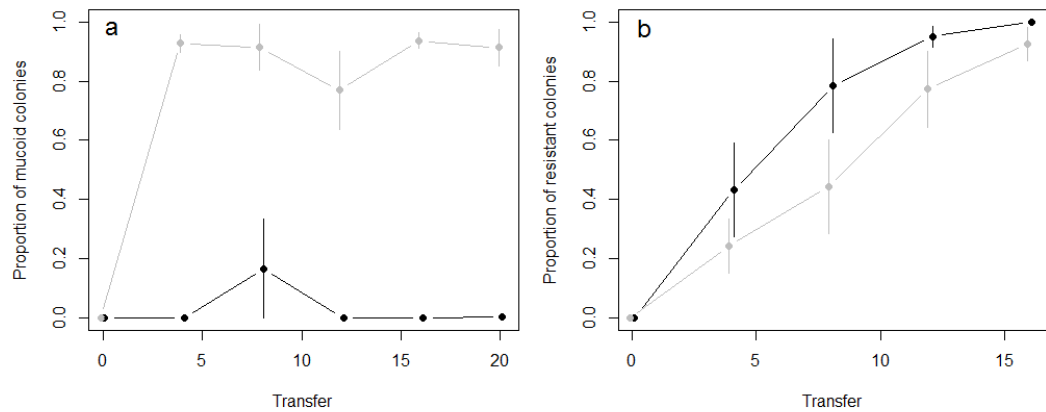 a
Proportion of mucoid colonies
0.0 0.2 0.4 0.6 0.8 1.0
0 5 10 15 20
Transfer
b
Proportion of resistant colonies
0.0 0.2 0.4 0.6 0.8 1.0
0 5 10 15
Transfer